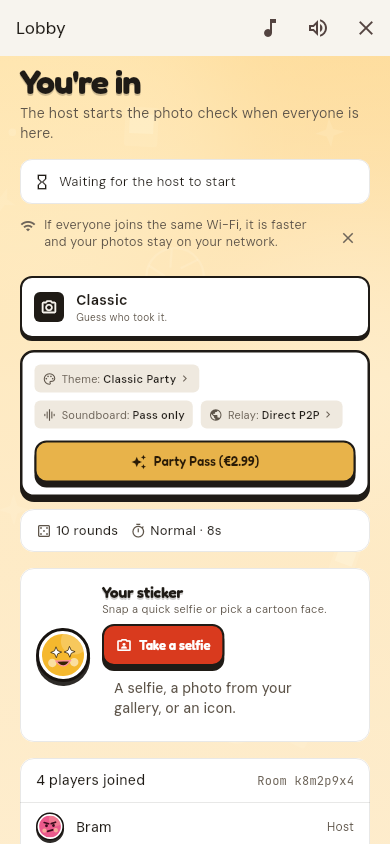 Lobby
You're in
The host starts the photo check when everyone is
here.
Waiting for the host to start
If everyone joins the same Wi-Fi, it is faster
and your photos stay on your network.
Classic
Guess who took it.
Theme: Classic Party
Soundboard: Pass only
Relay: Direct P2P
Party Pass (€2.99)
10 rounds
Normal · 8s
Your sticker
Snap a quick selfie or pick a cartoon face.
Take a selfie
A selfie, a photo from your
gallery, or an icon.
4 players joined
Room k8m2p9x4
Bram
Host